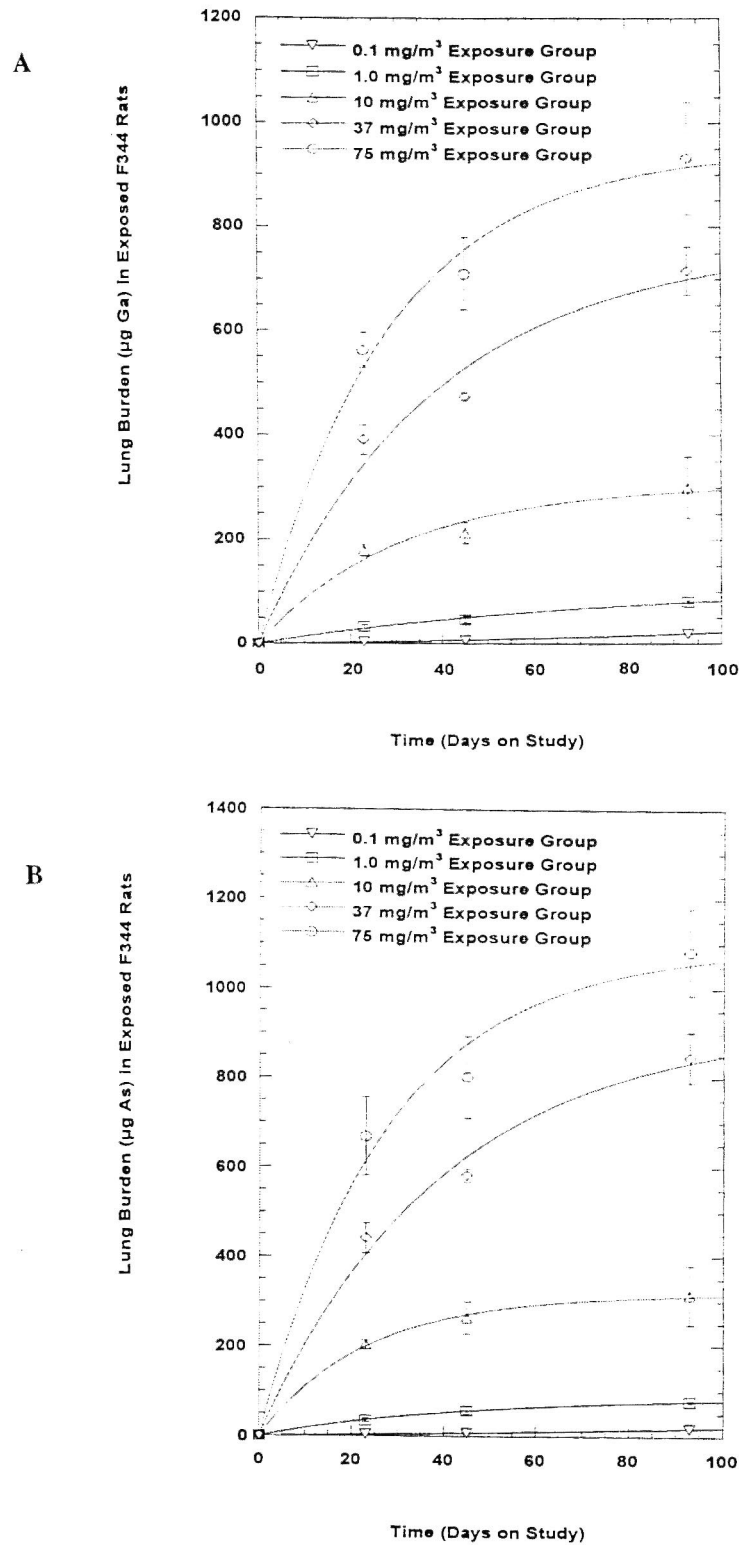 A
Lung Burden (µg Ga) in Exposed F344 Rats
1200
1000
800
600
400
200
0
0 20 40 60 80 100
Time (Days on Study)
0.1 mg/m³ Exposure Group
1.0 mg/m³ Exposure Group
10 mg/m³ Exposure Group
37 mg/m³ Exposure Group
75 mg/m³ Exposure Group
B
Lung Burden (µg As) in Exposed F344 Rats
1400
1200
1000
800
600
400
200
0
0 20 40 60 80 100
Time (Days on Study)
0.1 mg/m³ Exposure Group
1.0 mg/m³ Exposure Group
10 mg/m³ Exposure Group
37 mg/m³ Exposure Group
75 mg/m³ Exposure Group